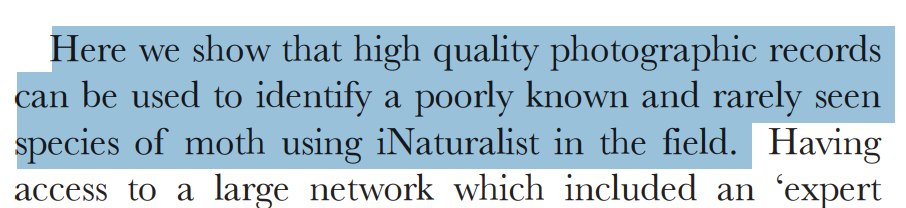 Here we show that high quality photographic records
can be used to identify a poorly known and rarely seen
species of moth using iNaturalist in the field. Having
access to a large network which included an ‘expert